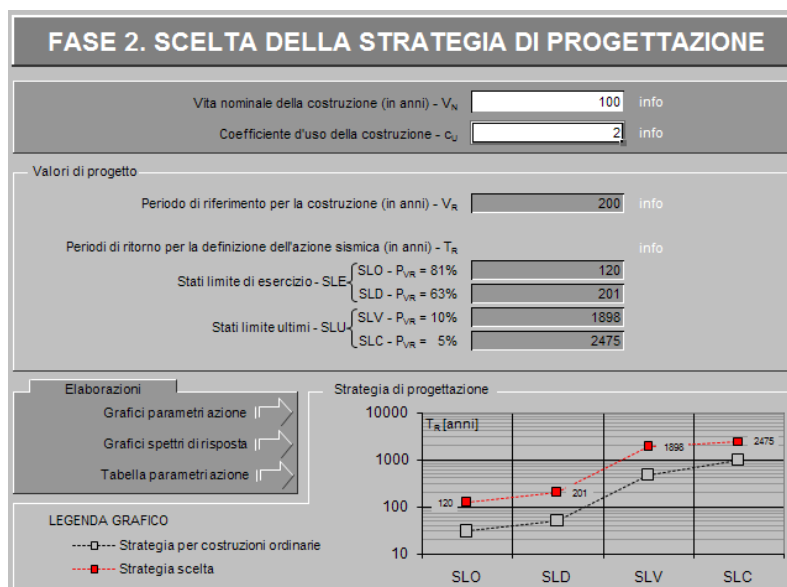 FASE 2. SCELTA DELLA STRATEGIA DI PROGETTAZIONE
Vita nominale della costruzione (in anni) - VN 100 info
Coefficiente d'uso della costruzione - cU 2 info
Valori di progetto
Periodo di riferimento per la costruzione (in anni) - VR 200 info
Periodi di ritorno per la definizione dell'azione sismica (in anni) - TR info
Stati limite di esercizio - SLE
SLO - PVR = 81% 120
SLD - PVR = 63% 201
Stati limite ultimi - SLU
SLV - PVR = 10% 1898
SLC - PVR = 5% 2475
Elaborazioni
Grafici parametri azione
Grafici spettri di risposta
Tabella parametri azione
LEGENDA GRAFICO
Strategia per costruzioni ordinarie
Strategia scelta
Strategia di progettazione
TR [anni]
10000
1000
100
10
120
201
1898
2475
SLO SLD SLV SLC